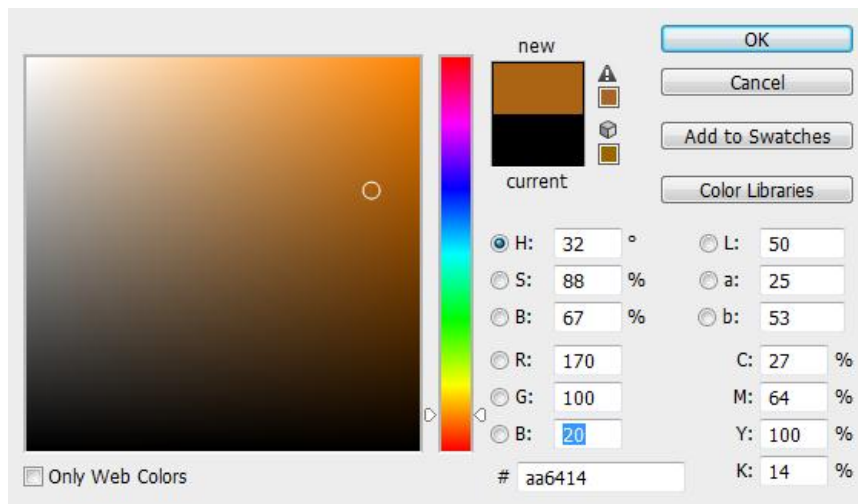 new
current
OK
Cancel
Add to Swatches
Color Libraries
H: 32 °
S: 88 %
B: 67 %
R: 170
G: 100
B: 20
# aa6414
L: 50
a: 25
b: 53
C: 27 %
M: 64 %
Y: 100 %
K: 14 %
Only Web Colors